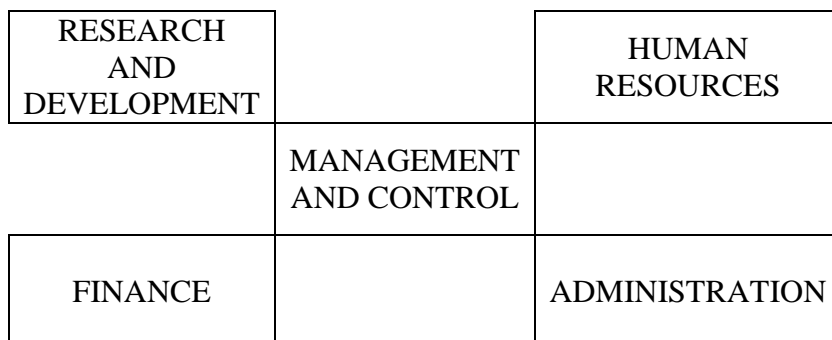 RESEARCH
AND
DEVELOPMENT
HUMAN
RESOURCES
MANAGEMENT
AND CONTROL
FINANCE
ADMINISTRATION